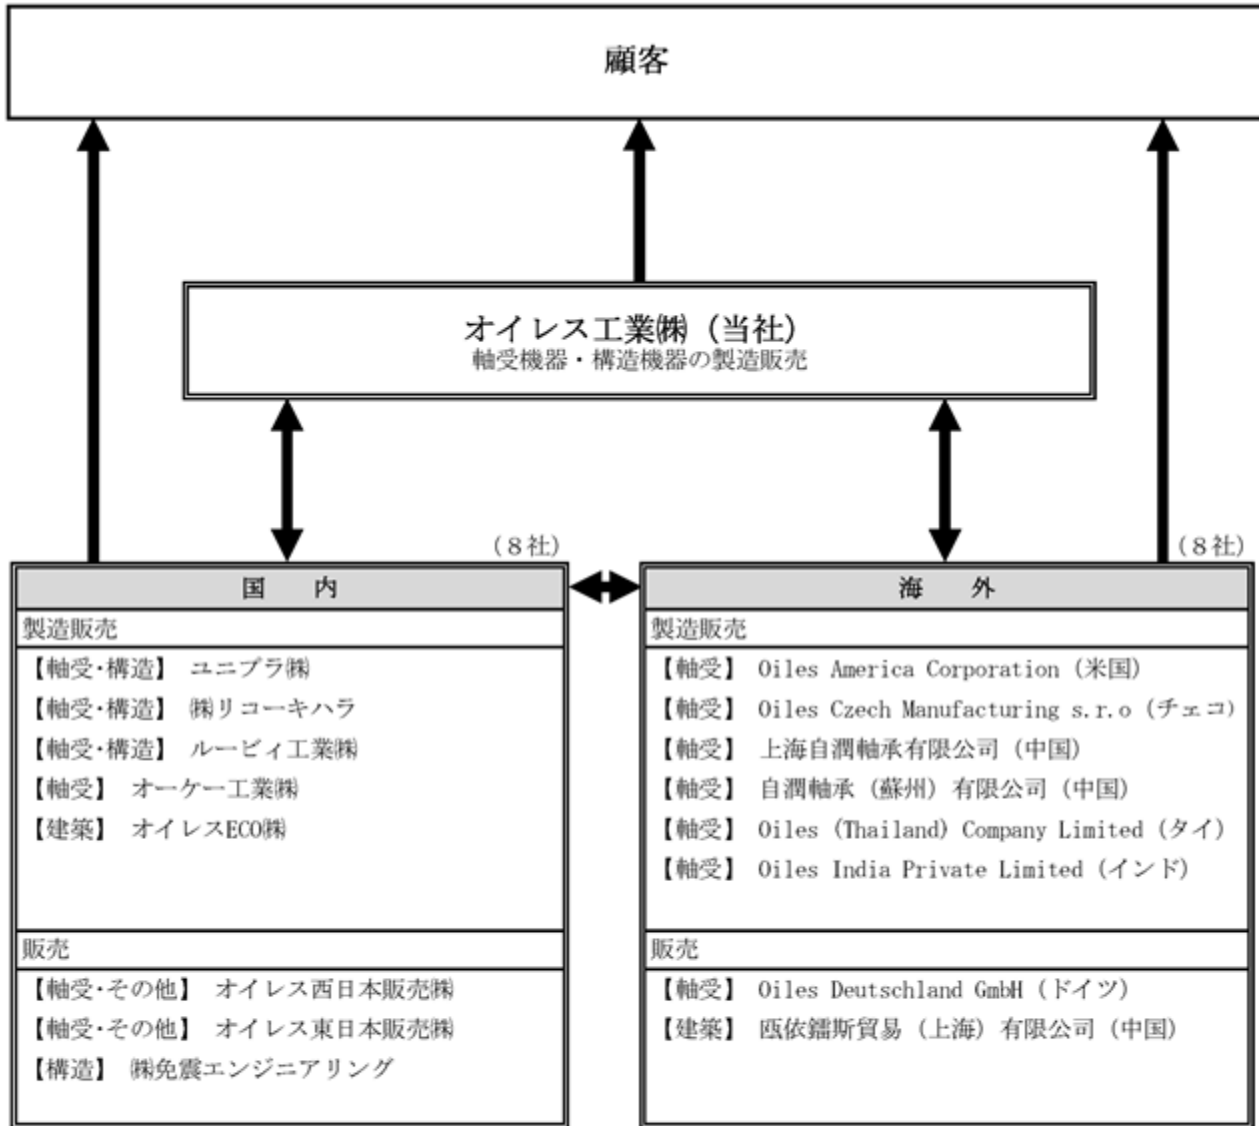 顧客
オイレス工業㈱（当社）
軸受機器・構造機器の製造販売
（８社）
国　　内
製造販売
【軸受･構造】 ユニプラ㈱
【軸受･構造】 ㈱リコーキハラ
【軸受･構造】 ルービィ工業㈱
【軸受】 オーケー工業㈱
【建築】 オイレスECO㈱
販売
【軸受･その他】 オイレス西日本販売㈱
【軸受･その他】 オイレス東日本販売㈱
【構造】 ㈱免震エンジニアリング
（８社）
海　　外
製造販売
【軸受】 Oiles America Corporation（米国）
【軸受】 Oiles Czech Manufacturing s.r.o（チェコ）
【軸受】 上海自潤軸承有限公司（中国）
【軸受】 自潤軸承（蘇州）有限公司（中国）
【軸受】 Oiles (Thailand) Company Limited（タイ）
【軸受】 Oiles India Private Limited（インド）
販売
【軸受】 Oiles Deutschland GmbH（ドイツ）
【建築】 瓯依鐳斯貿易（上海）有限公司（中国）